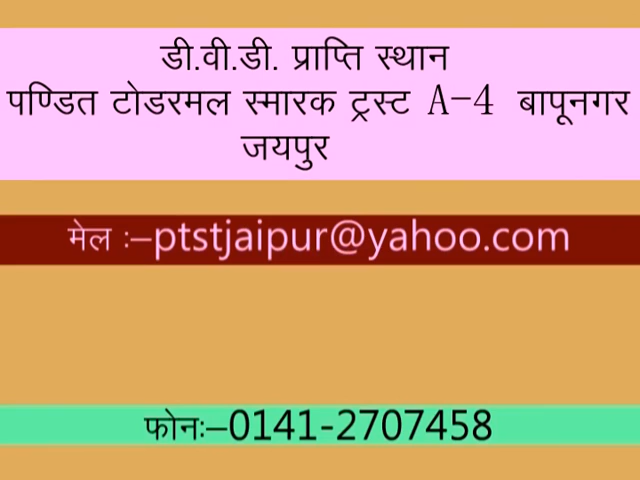 डी.वी.डी. प्राप्ति स्थान
पण्डित टोडरमल स्मारक ट्रस्ट A-4 बापूनगर
जयपुर
मेल :–ptstjaipur@yahoo.com
फोन:–0141-2707458